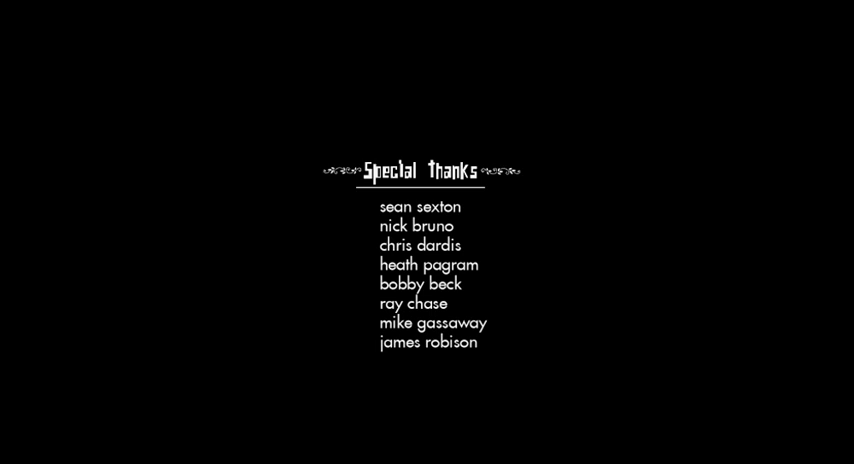 Special Thanks
sean sexton
nick bruno
chris dardis
heath pagram
bobby beck
ray chase
mike gassaway
james robison